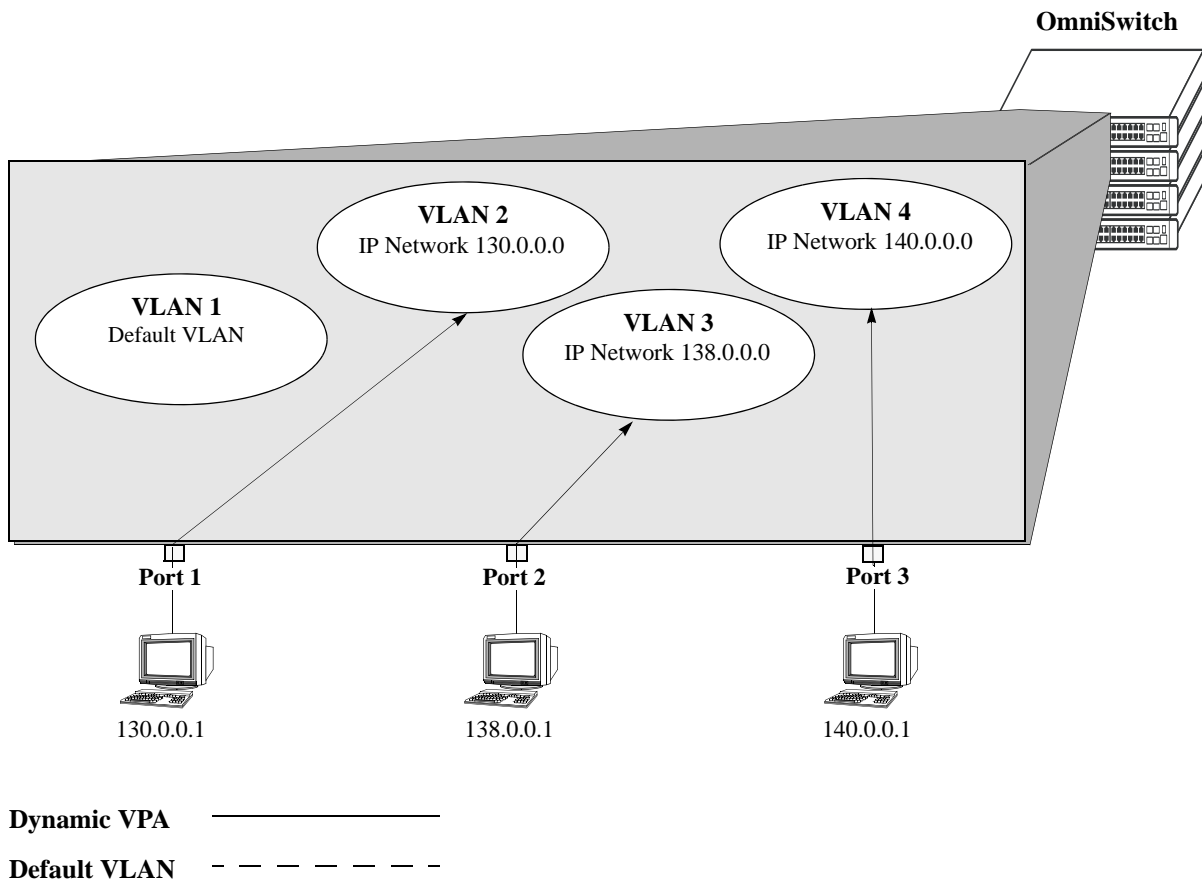 OmniSwitch
VLAN 2
IP Network 130.0.0.0
VLAN 4
IP Network 140.0.0.0
VLAN 1
Default VLAN
VLAN 3
IP Network 138.0.0.0
Port 1
Port 2
Port 3
130.0.0.1
138.0.0.1
140.0.0.1
Dynamic VPA
Default VLAN